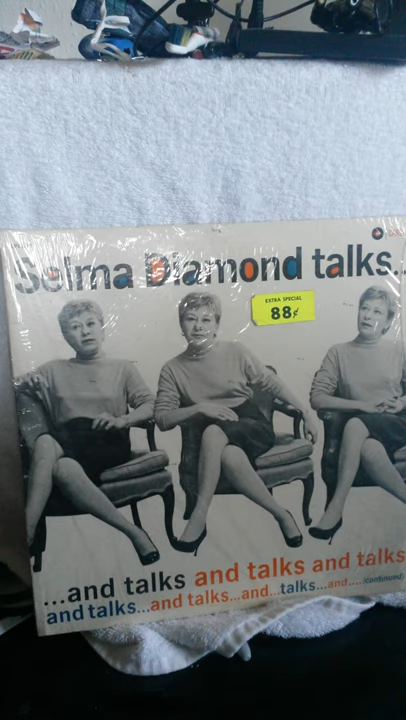 Selma Diamond talks...
EXTRA SPECIAL
88¢
...and talks and talks and talks
and talks...and talks...and...talks...and.....(continued)